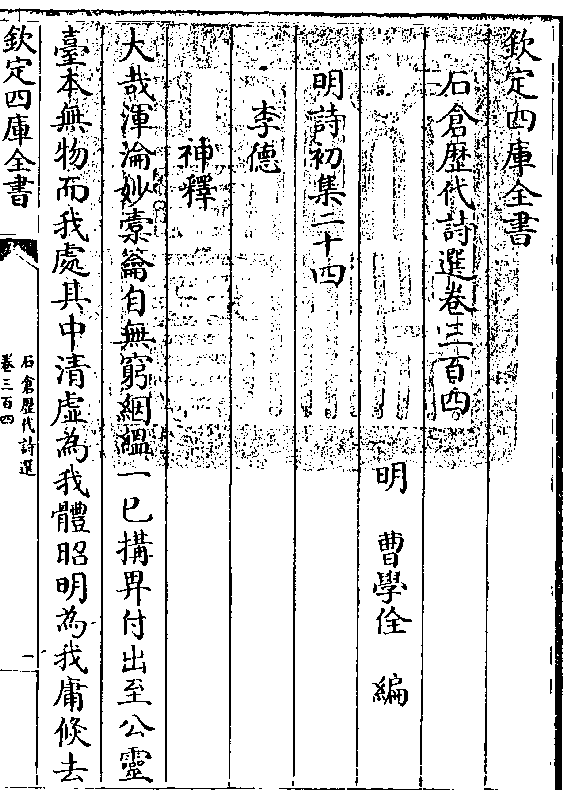 欽定四庫全書
石倉歷代詩選卷三百四
明 曹學佺 編
明詩初集二十四
李德
神釋
大哉渾淪妙橐籥自無窮絪緼一已搆畀付出至公靈
臺本無物而我處其中清虛為我體昭明為我庸倏去
欽定四庫全書
石倉歷代詩選
卷三百四
一